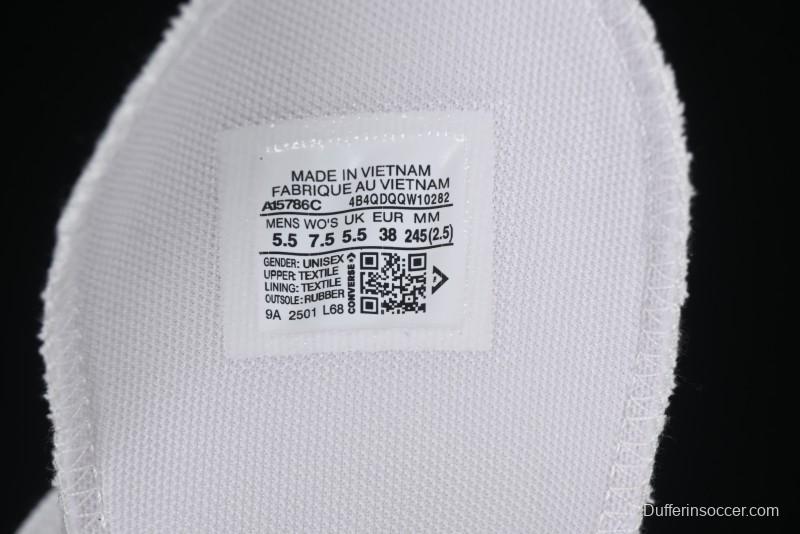 MADE IN VIETNAM
FABRIQUE AU VIETNAM
A15786C 4B4QDQQW10282
MENS WO'S UK EUR MM
5.5 7.5 5.5 38 245(2.5)
GENDER: UNISEX
UPPER: TEXTILE
LINING: TEXTILE
OUTSOLE: RUBBER
9A 2501 L68
CONVERSE
Dufferinsoccer.com